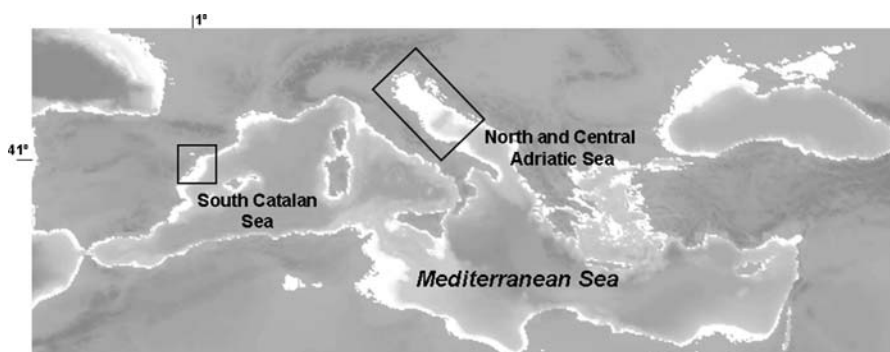 1°
41°
North and Central
Adriatic Sea
South Catalan
Sea
Mediterranean Sea